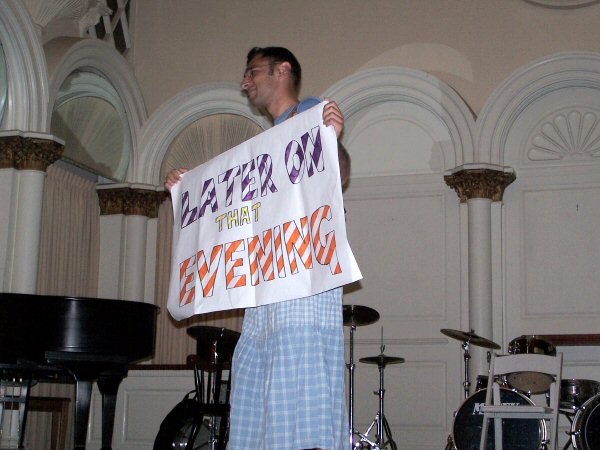 LATER ON
THAT
EVENING